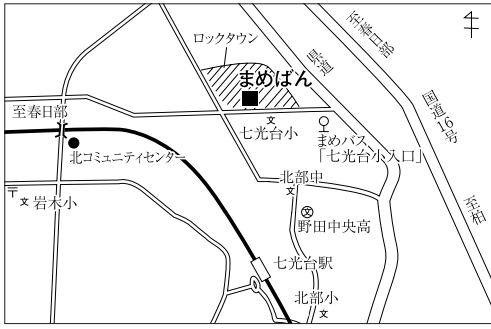 ロックタウン
まめばん
至春日部
県道
国道16号
至柏
至春日部
北コミュニティセンター
七光台小
まめバス
「七光台小入口」
岩木小
北部中
野田中央高
七光台駅
北部小